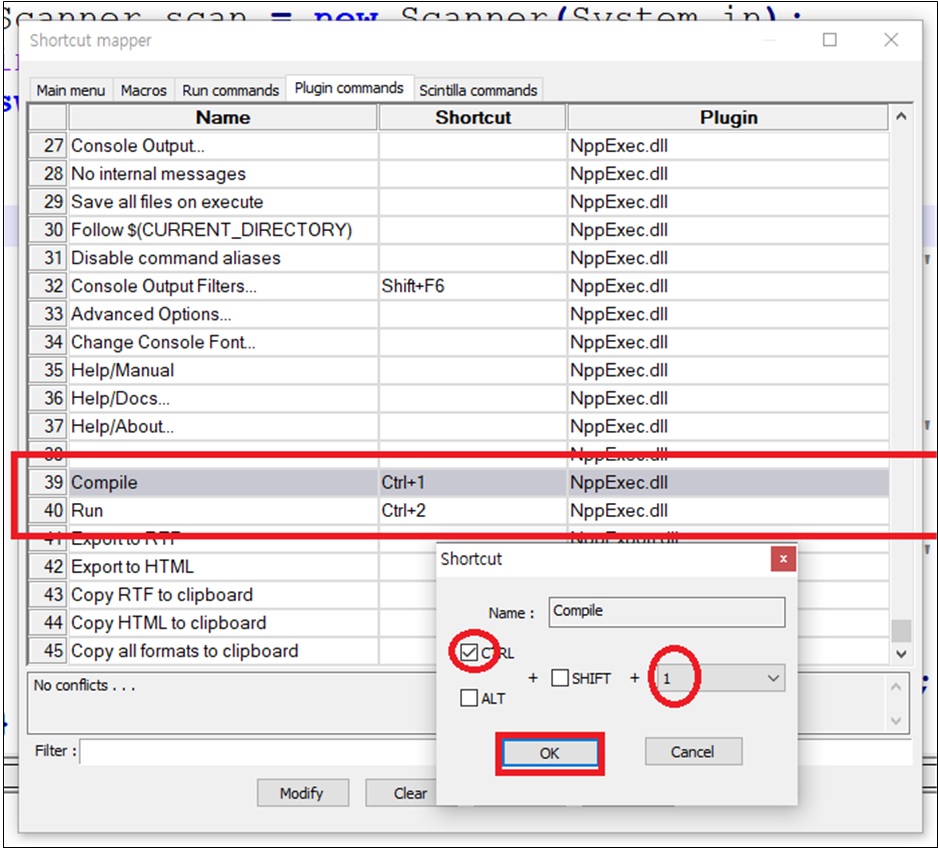 Scanner scan = new Scanner(System.in);
Shortcut mapper
Main menu Macros Run commands Plugin commands Scintilla commands
Name Shortcut Plugin
27 Console Output... NppExec.dll
28 No internal messages NppExec.dll
29 Save all files on execute NppExec.dll
30 Follow $(CURRENT_DIRECTORY) NppExec.dll
31 Disable command aliases NppExec.dll
32 Console Output Filters... Shift+F6 NppExec.dll
33 Advanced Options... NppExec.dll
34 Change Console Font... NppExec.dll
35 Help/Manual NppExec.dll
36 Help/Docs... NppExec.dll
37 Help/About... NppExec.dll
38 NppExec.dll
39 Compile Ctrl+1 NppExec.dll
40 Run Ctrl+2 NppExec.dll
41 Export to RTF NppExport.dll
42 Export to HTML
43 Copy RTF to clipboard
44 Copy HTML to clipboard
45 Copy all formats to clipboard
No conflicts . . .
Filter :
Modify Clear
Shortcut
x
Name : Compile
CTRL
+ SHIFT + 1
ALT
OK Cancel